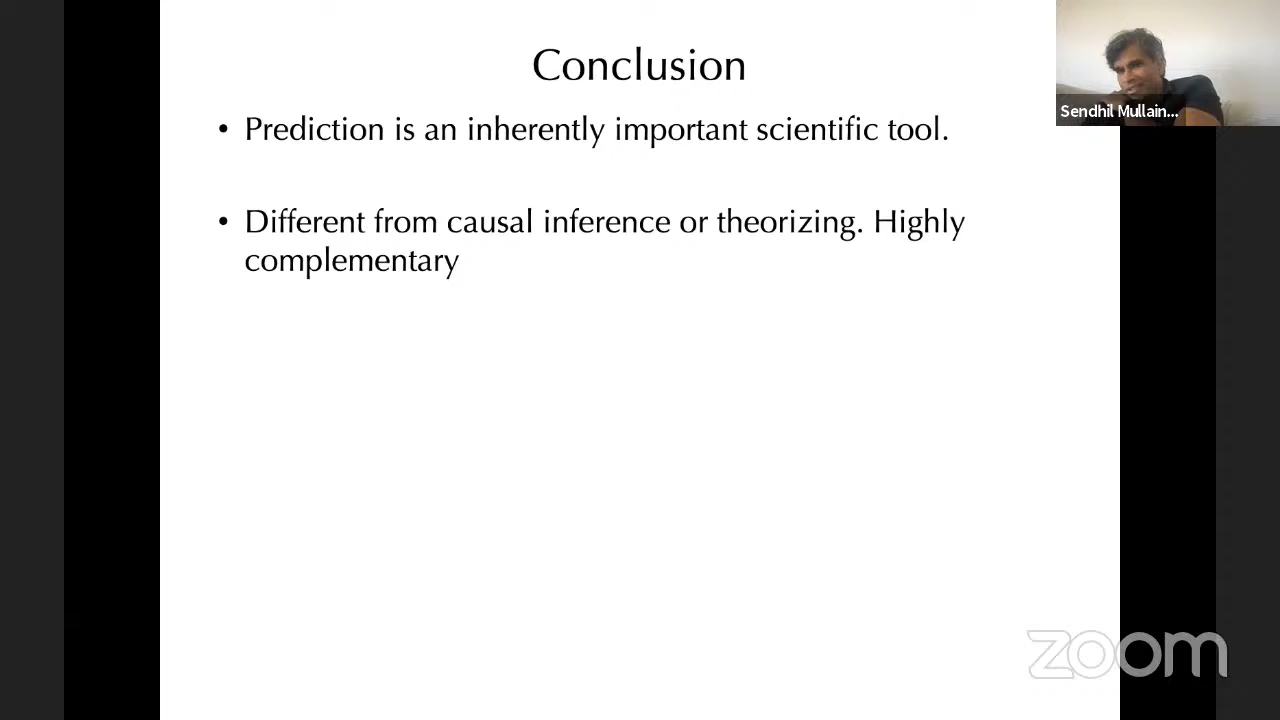 Conclusion
• Prediction is an inherently important scientific tool.
• Different from causal inference or theorizing. Highly
complementary
Sendhil Mullain...
zoom